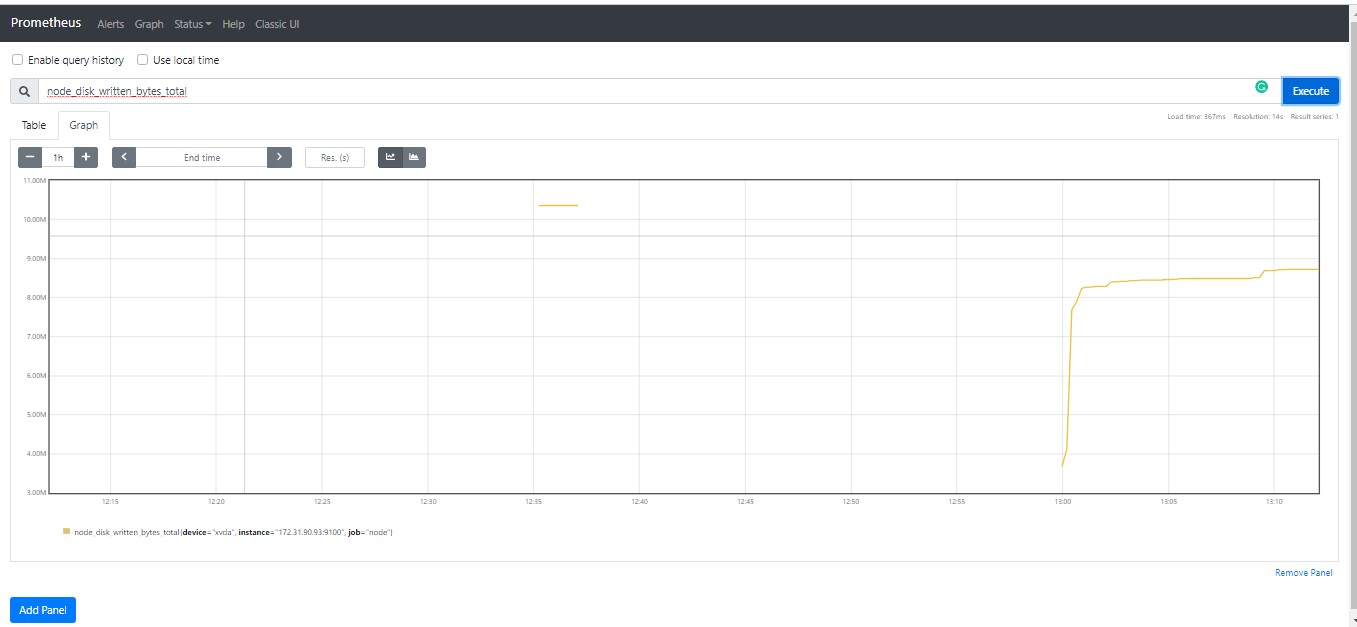 Prometheus Alerts Graph Status Help Classic UI
Enable query history Use local time
node_disk_written_bytes_total Execute
Load time: 367ms Resolution: 14s Result series: 1
Table Graph
1h End time Res. (s)
11.00M
10.00M
9.00M
8.00M
7.00M
6.00M
5.00M
4.00M
3.00M
12:15 12:20 12:25 12:30 12:35 12:40 12:45 12:50 12:55 13:00 13:05 13:10
node_disk_written_bytes_total{device="xvda", instance="172.31.90.93:9100", job="node"}
Remove Panel
Add Panel